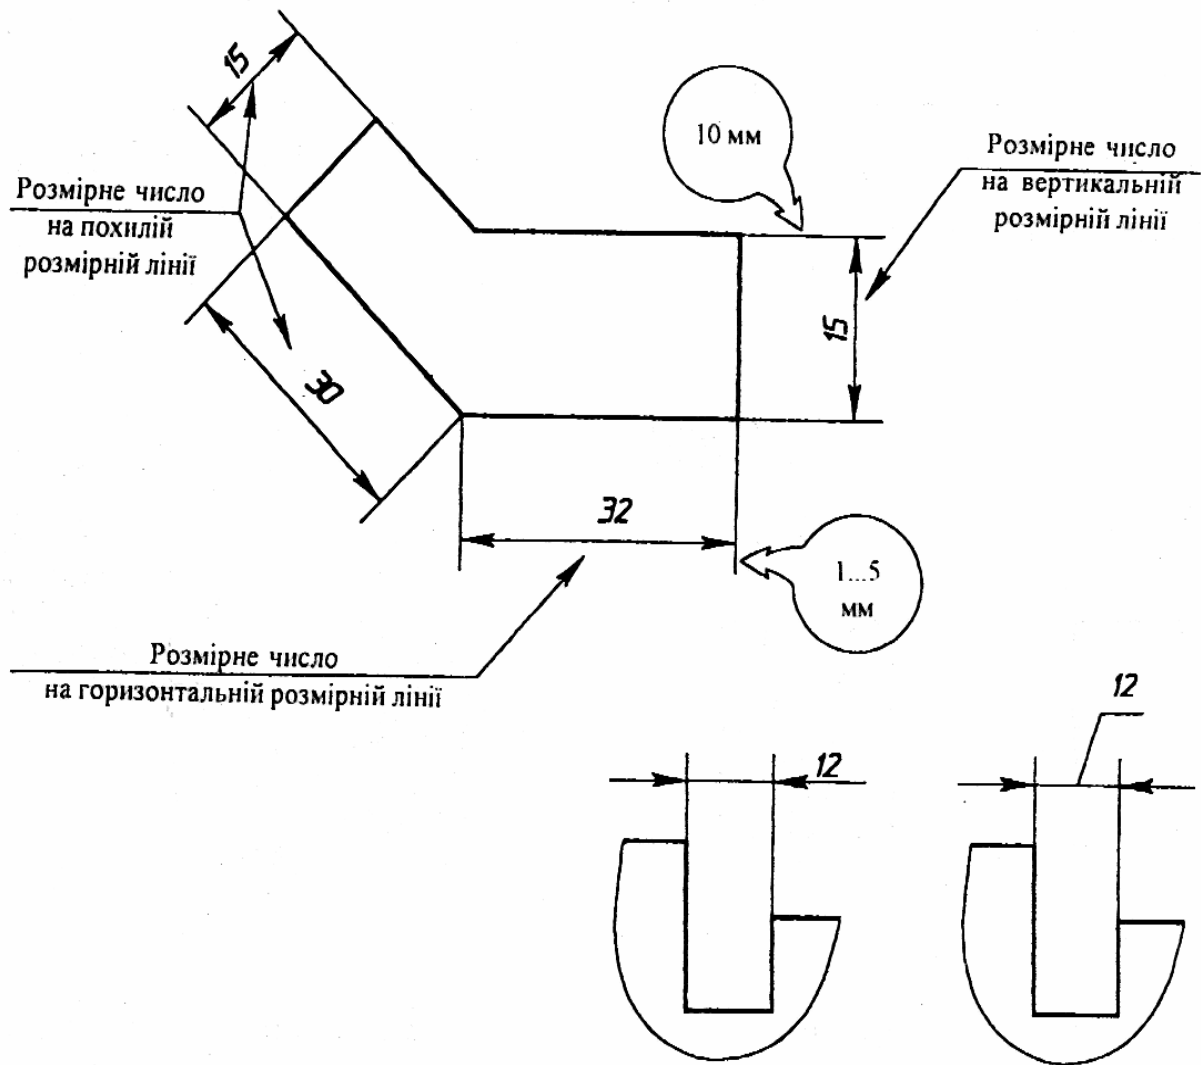 15
10 мм
Розмірне число
на вертикальній
розмірній лінії
Розмірне число
на похилій
розмірній лінії
15
30
32
1...5
мм
Розмірне число
на горизонтальній розмірній лінії
12
12